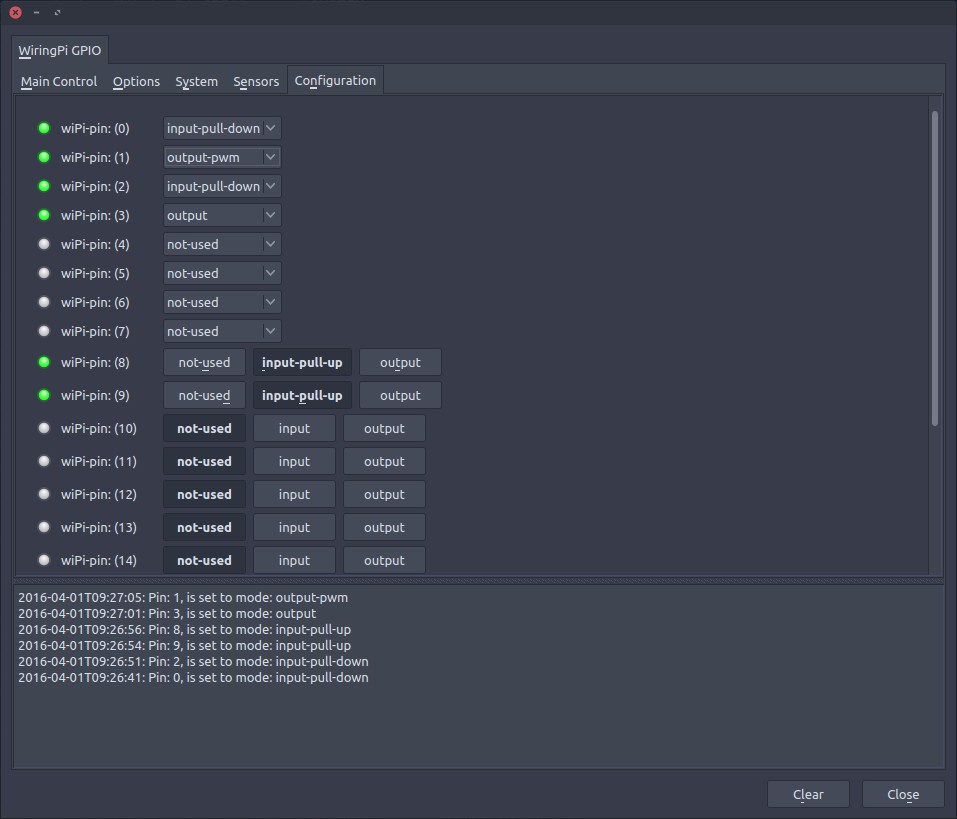 WiringPi GPIO
Main Control Options System Sensors Configuration
wiPi-pin: (0) input-pull-down
wiPi-pin: (1) output-pwm
wiPi-pin: (2) input-pull-down
wiPi-pin: (3) output
wiPi-pin: (4) not-used
wiPi-pin: (5) not-used
wiPi-pin: (6) not-used
wiPi-pin: (7) not-used
wiPi-pin: (8) not-used input-pull-up output
wiPi-pin: (9) not-used input-pull-up output
wiPi-pin: (10) not-used input output
wiPi-pin: (11) not-used input output
wiPi-pin: (12) not-used input output
wiPi-pin: (13) not-used input output
wiPi-pin: (14) not-used input output
2016-04-01T09:27:05: Pin: 1, is set to mode: output-pwm
2016-04-01T09:27:01: Pin: 3, is set to mode: output
2016-04-01T09:26:56: Pin: 8, is set to mode: input-pull-up
2016-04-01T09:26:54: Pin: 9, is set to mode: input-pull-up
2016-04-01T09:26:51: Pin: 2, is set to mode: input-pull-down
2016-04-01T09:26:41: Pin: 0, is set to mode: input-pull-down
Clear Close